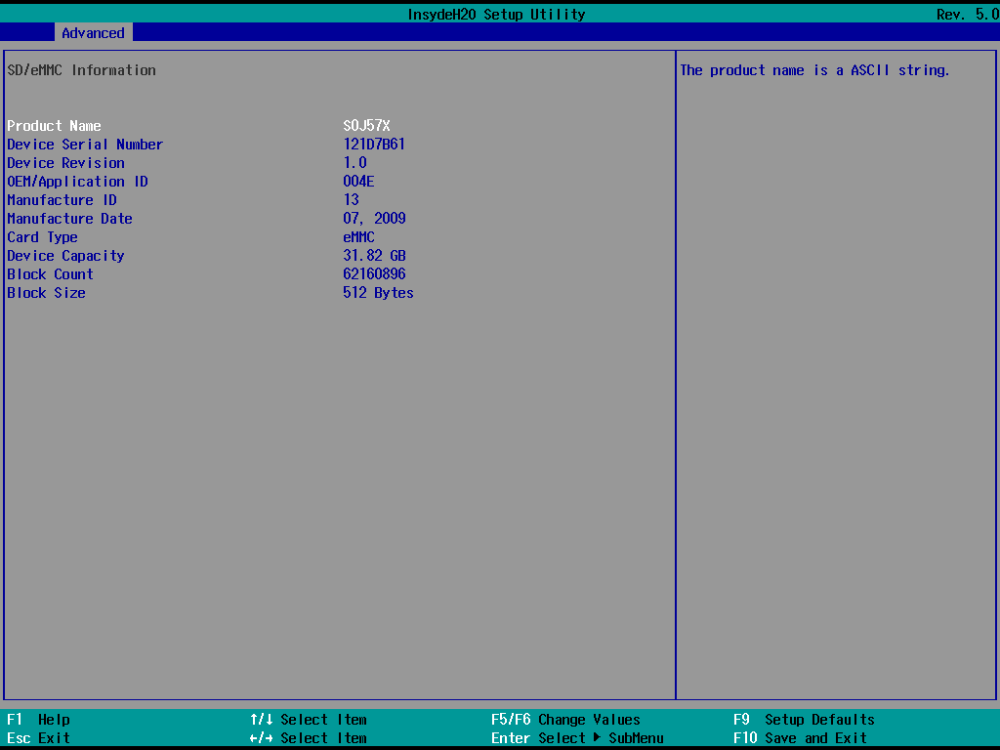 InsydeH2O Setup Utility Rev. 5.0
Advanced
SD/eMMC Information
The product name is a ASCII string.
Product Name S0J57X
Device Serial Number 121D7B61
Device Revision 1.0
OEM/Application ID 004E
Manufacture ID 13
Manufacture Date 07, 2009
Card Type eMMC
Device Capacity 31.82 GB
Block Count 62160896
Block Size 512 Bytes
F1 Help ↑/↓ Select Item F5/F6 Change Values F9 Setup Defaults
Esc Exit ←/→ Select Item Enter Select ▶ SubMenu F10 Save and Exit